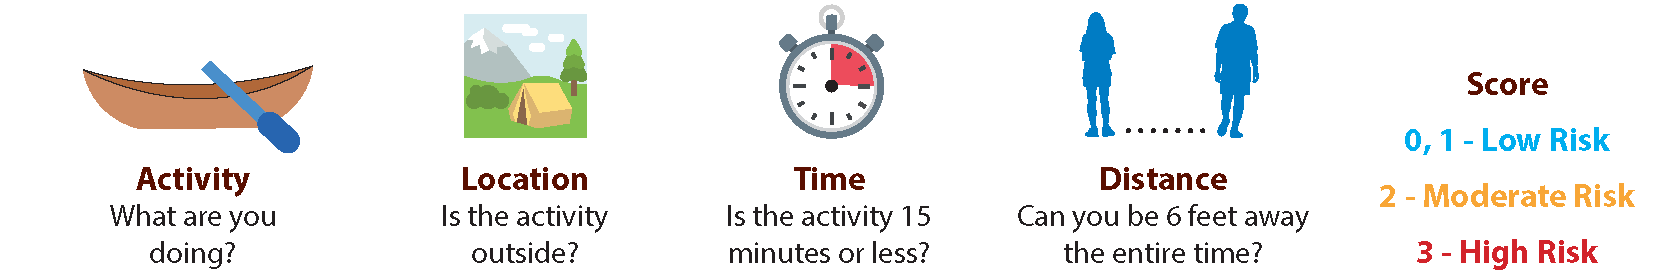 Activity
What are you
doing?
Location
Is the activity
outside?
Time
Is the activity 15
minutes or less?
Distance
Can you be 6 feet away
the entire time?
Score
0, 1 - Low Risk
2 - Moderate Risk
3 - High Risk